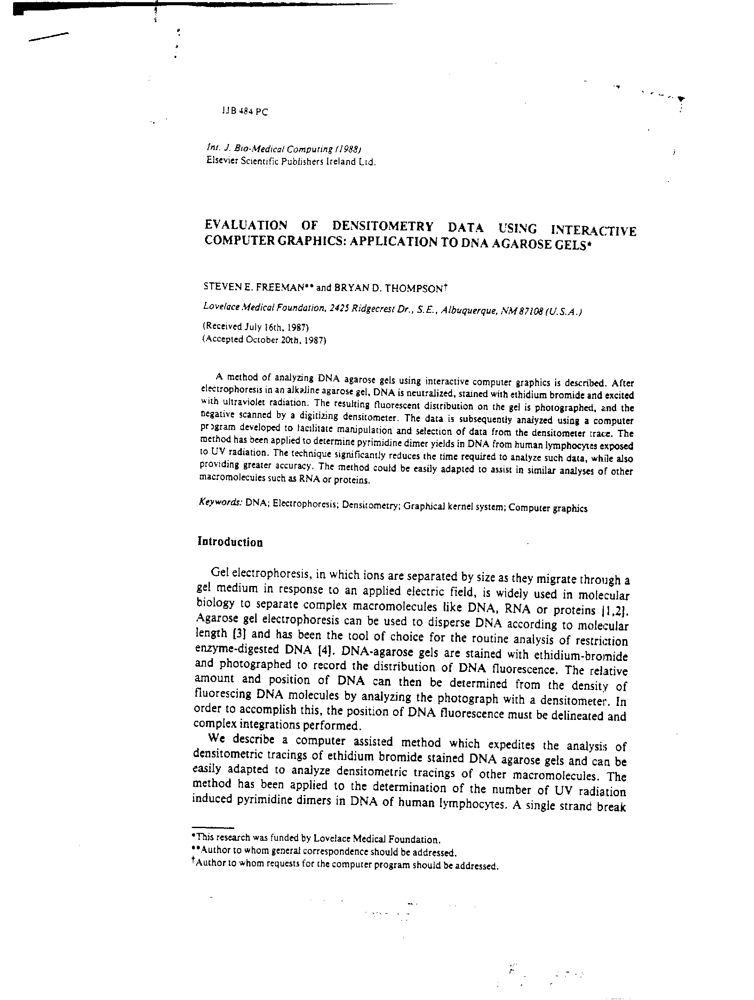 IJB 484 PC
Int. J. Bio-Medical Computing (1988)
Elsevier Scientific Publishers Ireland Ltd.
EVALUATION OF DENSITOMETRY DATA USING INTERACTIVE
COMPUTER GRAPHICS: APPLICATION TO DNA AGAROSE GELS*
STEVEN E. FREEMAN** and BRYAN D. THOMPSON†
Lovelace Medical Foundation, 2425 Ridgecrest Dr., S.E., Albuquerque, NM 87108 (U.S.A.)
(Received July 16th, 1987)
(Accepted October 20th, 1987)
A method of analyzing DNA agarose gels using interactive computer graphics is described. After
electrophoresis in an alkaline agarose gel, DNA is neutralized, stained with ethidium bromide and excited
with ultraviolet radiation. The resulting fluorescent distribution on the gel is photographed, and the
negative scanned by a digitizing densitometer. The data is subsequently analyzed using a computer
program developed to facilitate manipulation and selection of data from the densitometer trace. The
method has been applied to determine pyrimidine dimer yields in DNA from human lymphocytes exposed
to UV radiation. The technique significantly reduces the time required to analyze such data, while also
providing greater accuracy. The method could be easily adapted to assist in similar analyses of other
macromolecules such as RNA or proteins.
Keywords: DNA; Electrophoresis; Densitometry; Graphical kernel system; Computer graphics
Introduction
Gel electrophoresis, in which ions are separated by size as they migrate through a
gel medium in response to an applied electric field, is widely used in molecular
biology to separate complex macromolecules like DNA, RNA or proteins [1,2].
Agarose gel electrophoresis can be used to disperse DNA according to molecular
length [3] and has been the tool of choice for the routine analysis of restriction
enzyme-digested DNA [4]. DNA-agarose gels are stained with ethidium-bromide
and photographed to record the distribution of DNA fluorescence. The relative
amount and position of DNA can then be determined from the density of
fluorescing DNA molecules by analyzing the photograph with a densitometer. In
order to accomplish this, the position of DNA fluorescence must be delineated and
complex integrations performed.
We describe a computer assisted method which expedites the analysis of
densitometric tracings of ethidium bromide stained DNA agarose gels and can be
easily adapted to analyze densitometric tracings of other macromolecules. The
method has been applied to the determination of the number of UV radiation
induced pyrimidine dimers in DNA of human lymphocytes. A single strand break
*This research was funded by Lovelace Medical Foundation.
**Author to whom general correspondence should be addressed.
†Author to whom requests for the computer program should be addressed.